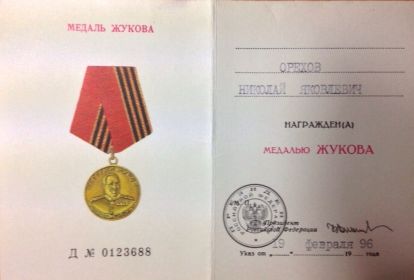 МЕДАЛЬ ЖУКОВА
Д № 0123688
ОРЕХОВ
НИКОЛАЙ ЯКОВЛЕВИЧ
НАГРАЖДЕН(А)
МЕДАЛЬЮ ЖУКОВА
М. П.
Президент
Российской Федерации
19 февраля 96
Указ от 19 года